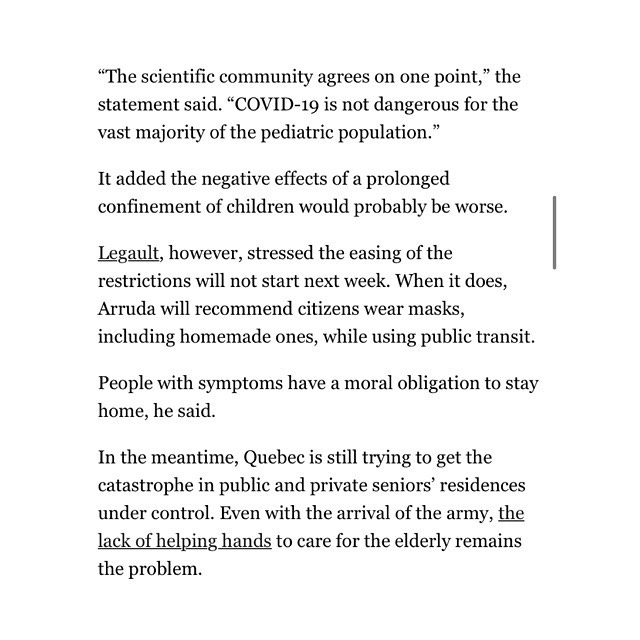 “The scientific community agrees on one point,” the
statement said. “COVID-19 is not dangerous for the
vast majority of the pediatric population.”
It added the negative effects of a prolonged
confinement of children would probably be worse.
Legault, however, stressed the easing of the
restrictions will not start next week. When it does,
Arruda will recommend citizens wear masks,
including homemade ones, while using public transit.
People with symptoms have a moral obligation to stay
home, he said.
In the meantime, Quebec is still trying to get the
catastrophe in public and private seniors’ residences
under control. Even with the arrival of the army, the
lack of helping hands to care for the elderly remains
the problem.